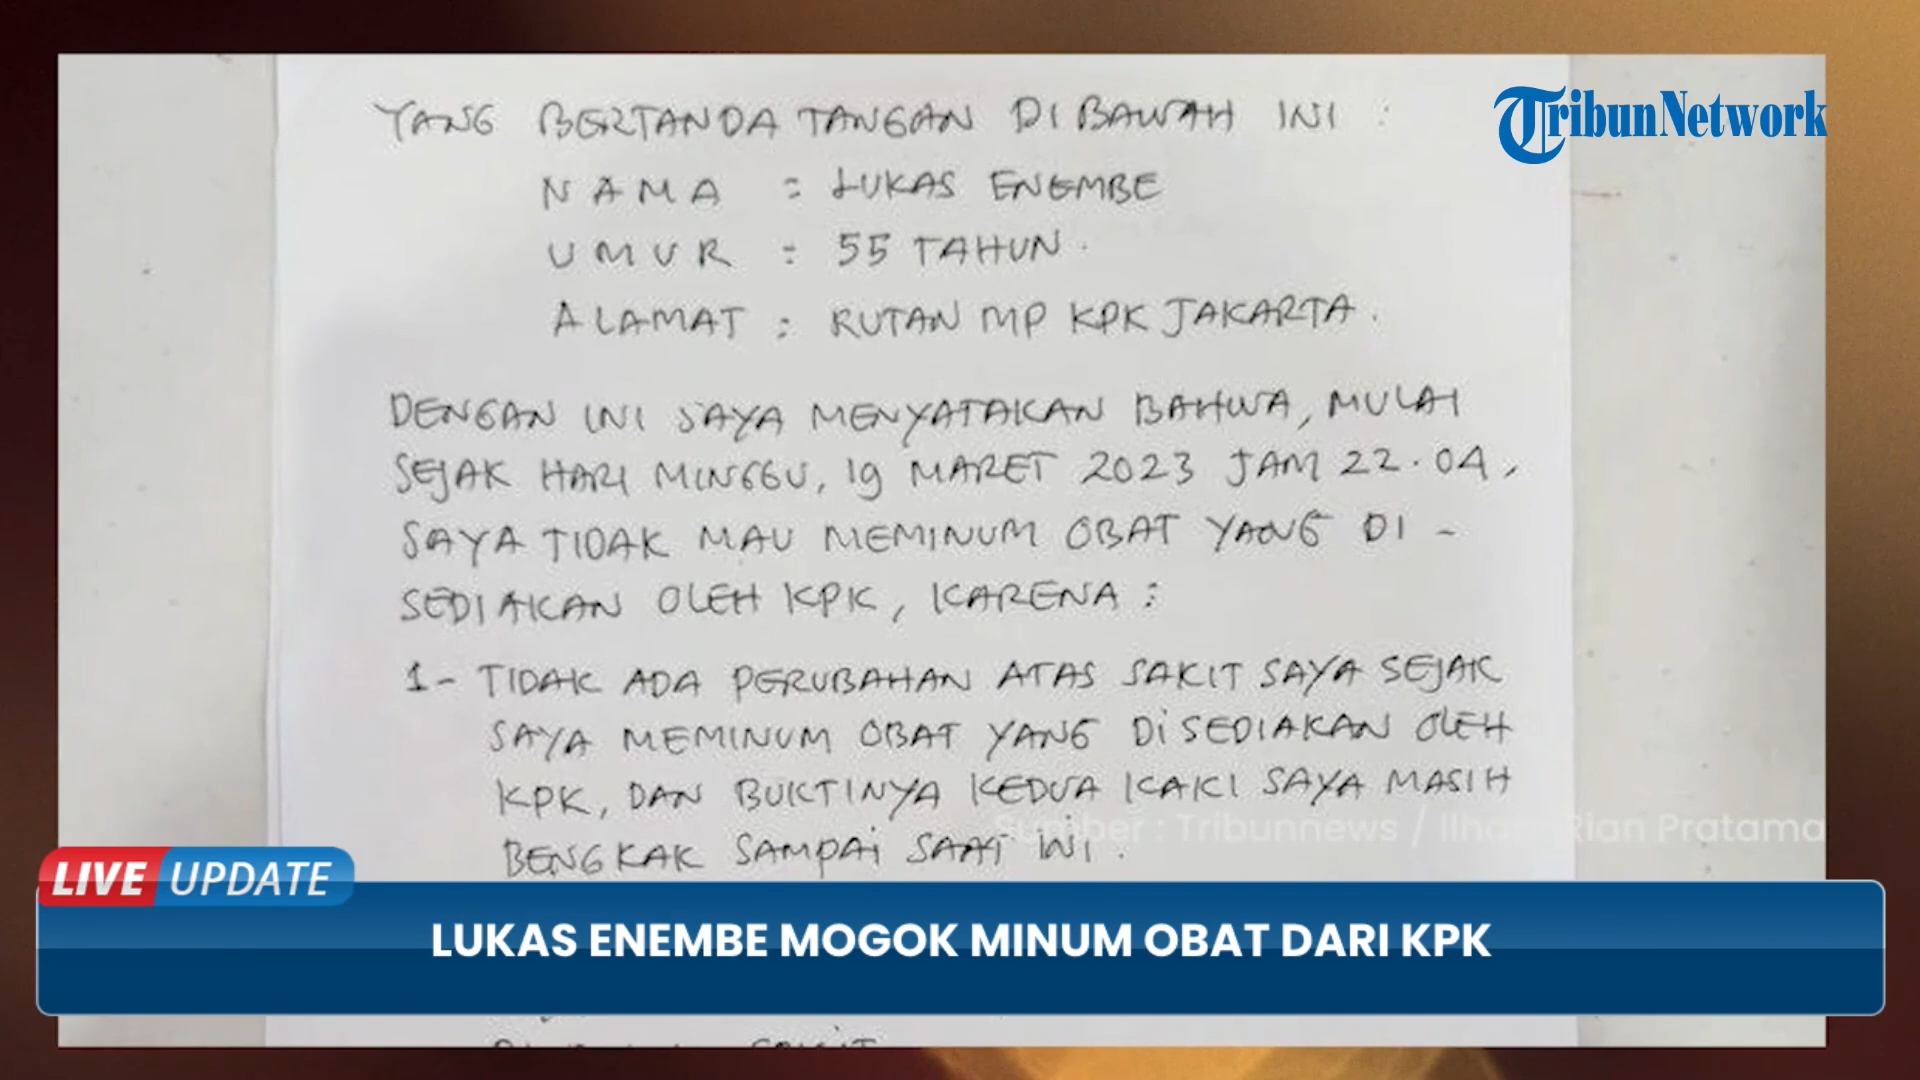 TribunNetwork
YANG BERTANDA TANGAN DI BAWAH INI :
NAMA : LUKAS ENEMBE
UMUR : 55 TAHUN.
ALAMAT : RUTAN MP KPK JAKARTA.
DENGAN INI SAYA MENYATAKAN BAHWA, MULAI
SEJAK HARI MINGGU, 19 MARET 2023 JAM 22.04,
SAYA TIDAK MAU MEMINUM OBAT YANG DI -
SEDIAKAN OLEH KPK, KARENA :
1- TIDAK ADA PERUBAHAN ATAS SAKIT SAYA SEJAK
SAYA MEMINUM OBAT YANG DISEDIAKAN OLEH
KPK, DAN BUKTINYA KEDUA KAKI SAYA MASIH
BENGKAK SAMPAI SAAT INI.
Sumber : Tribunnews / Ilham Rian Pratama
LIVE UPDATE
LUKAS ENEMBE MOGOK MINUM OBAT DARI KPK